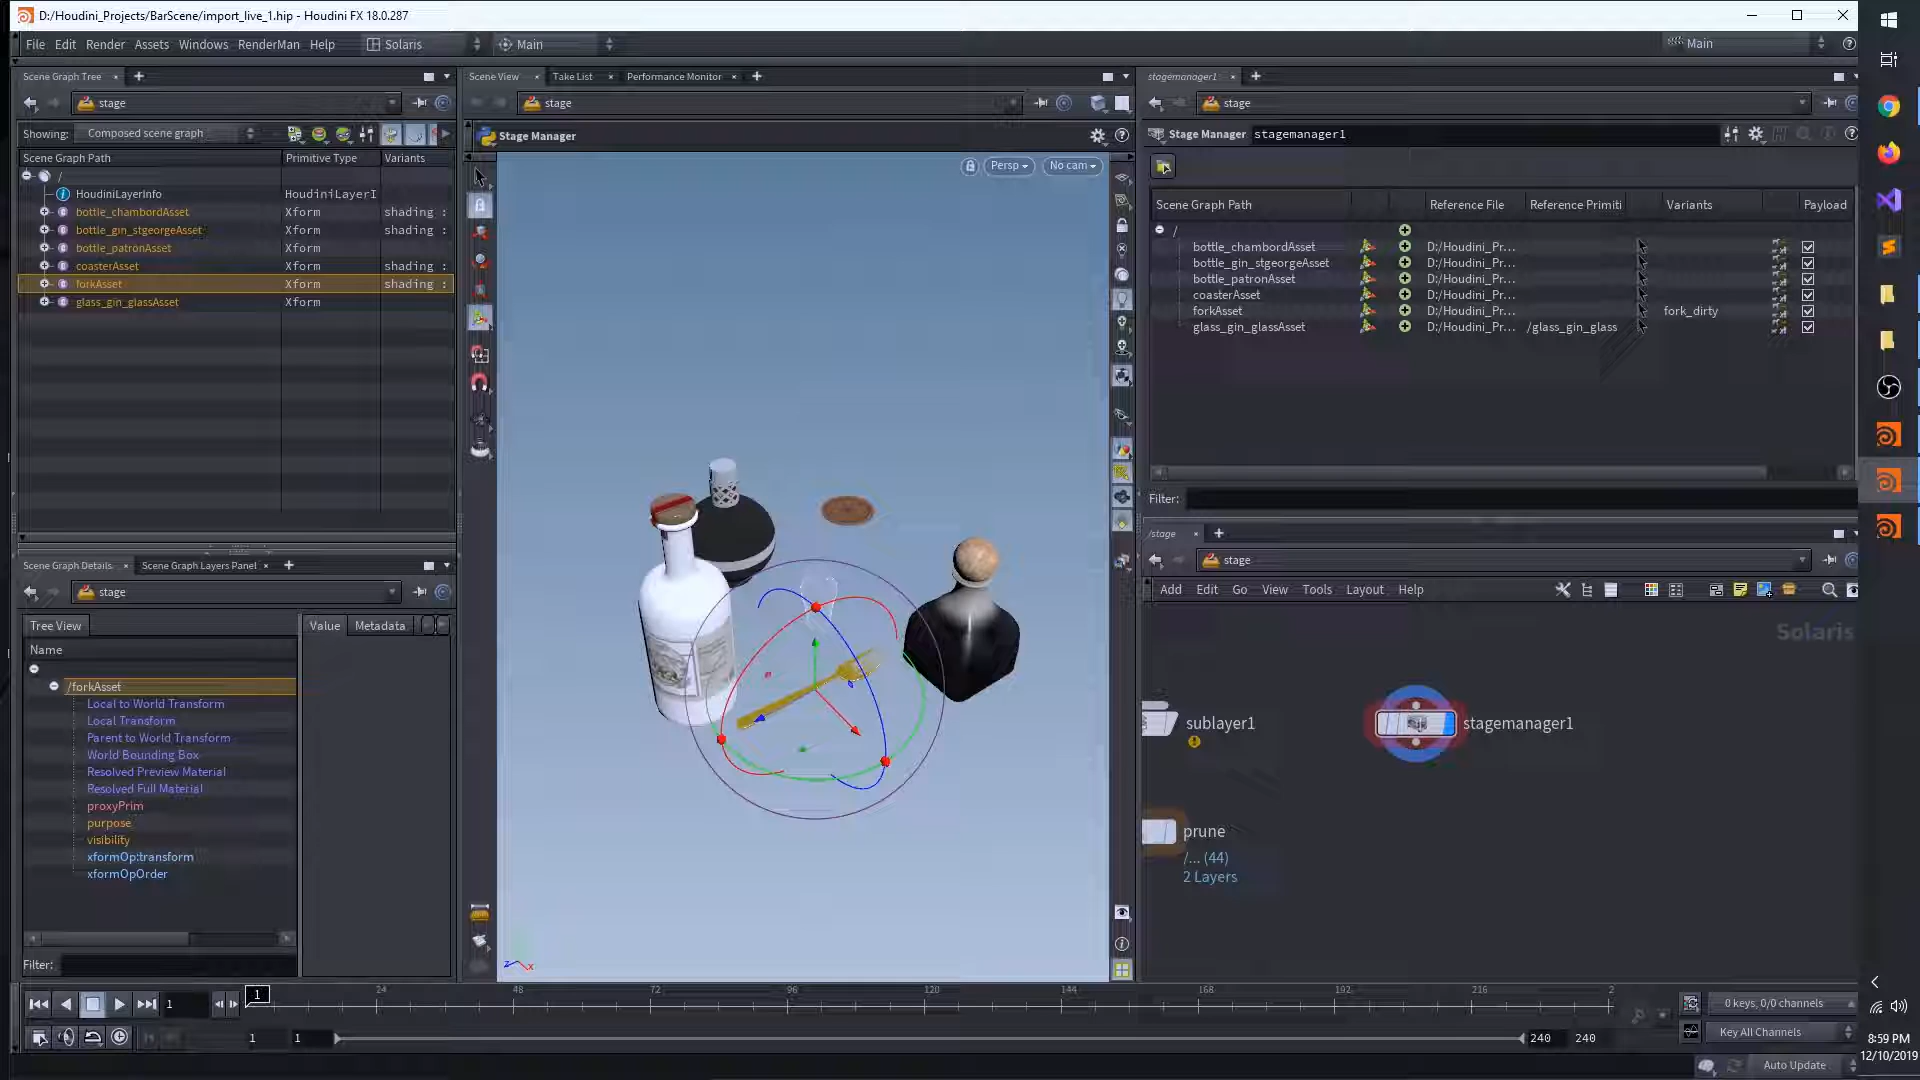 D:/Houdini_Projects/BarScene/import_live_1.hip - Houdini FX 18.0.287
File Edit Render Assets Windows RenderMan Help Solaris Main Main
Scene Graph Tree
stage
Showing: Composed scene graph
Scene Graph Path Primitive Type Variants
/
HoudiniLayerInfo HoudiniLayerI
bottle_chambordAsset Xform shading :
bottle_gin_stgeorgeAsset Xform shading :
bottle_patronAsset Xform
coasterAsset Xform shading :
forkAsset Xform shading :
glass_gin_glassAsset Xform
Scene Graph Details Scene Graph Layers Panel
stage
Tree View
Name
/forkAsset
Local to World Transform
Local Transform
Parent to World Transform
World Bounding Box
Resolved Preview Material
Resolved Full Material
proxyPrim
purpose
visibility
xformOp:transform
xformOpOrder
Filter:
Value Metadata
Scene View Take List Performance Monitor
stage
Stage Manager
Persp No cam
z x
stagemanager1
stage
Stage Manager stagemanager1
Scene Graph Path Reference File Reference Primiti Variants Payload
/
bottle_chambordAsset D:/Houdini_Pr...
bottle_gin_stgeorgeAsset D:/Houdini_Pr...
bottle_patronAsset D:/Houdini_Pr...
coasterAsset D:/Houdini_Pr...
forkAsset D:/Houdini_Pr... fork_dirty
glass_gin_glassAsset D:/Houdini_Pr... /glass_gin_glass
Filter:
/stage
stage
Add Edit Go View Tools Layout Help
Solaris
sublayer1
stagemanager1
prune
/... (44)
2 Layers
1 1 24 48 72 96 120 144 168 192 216 2
0 keys, 0/0 channels
1 1 240 240
Key All Channels
Auto Update
8:59 PM
12/10/2019